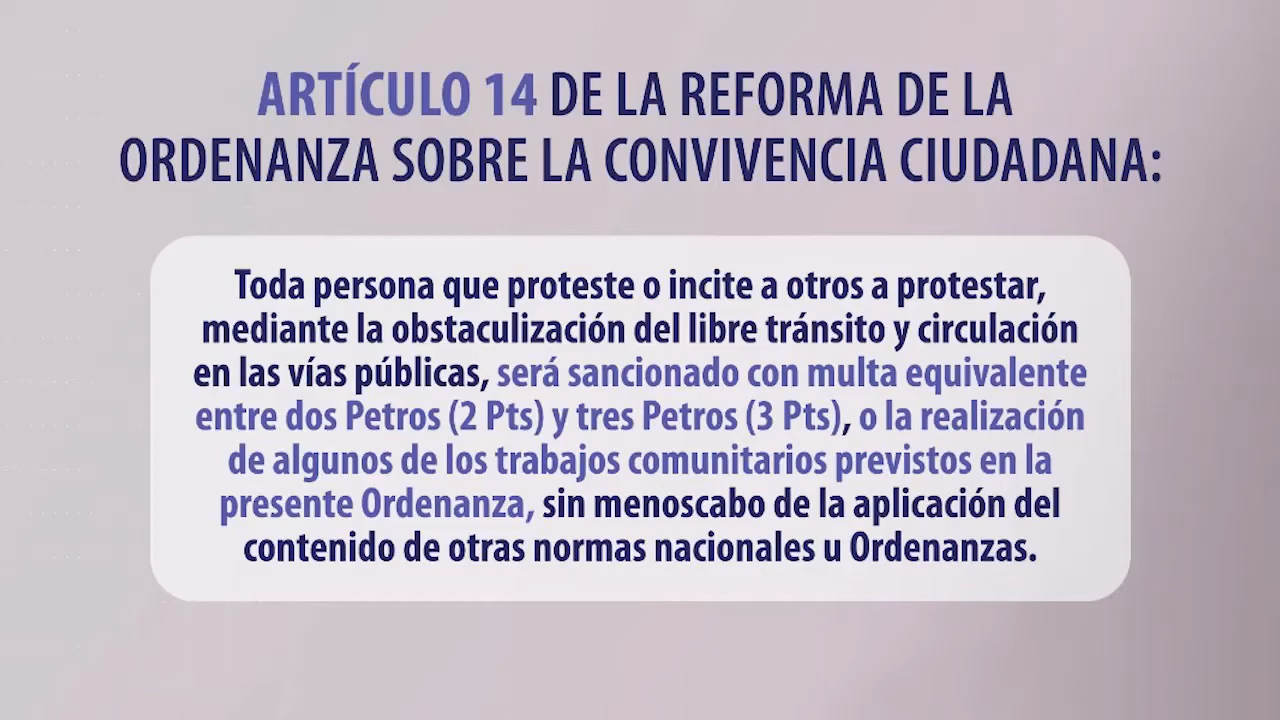 ARTÍCULO 14 DE LA REFORMA DE LA
ORDENANZA SOBRE LA CONVIVENCIA CIUDADANA:
Toda persona que proteste o incite a otros a protestar,
mediante la obstaculización del libre tránsito y circulación
en las vías públicas, será sancionado con multa equivalente
entre dos Petros (2 Pts) y tres Petros (3 Pts), o la realización
de algunos de los trabajos comunitarios previstos en la
presente Ordenanza, sin menoscabo de la aplicación del
contenido de otras normas nacionales u Ordenanzas.